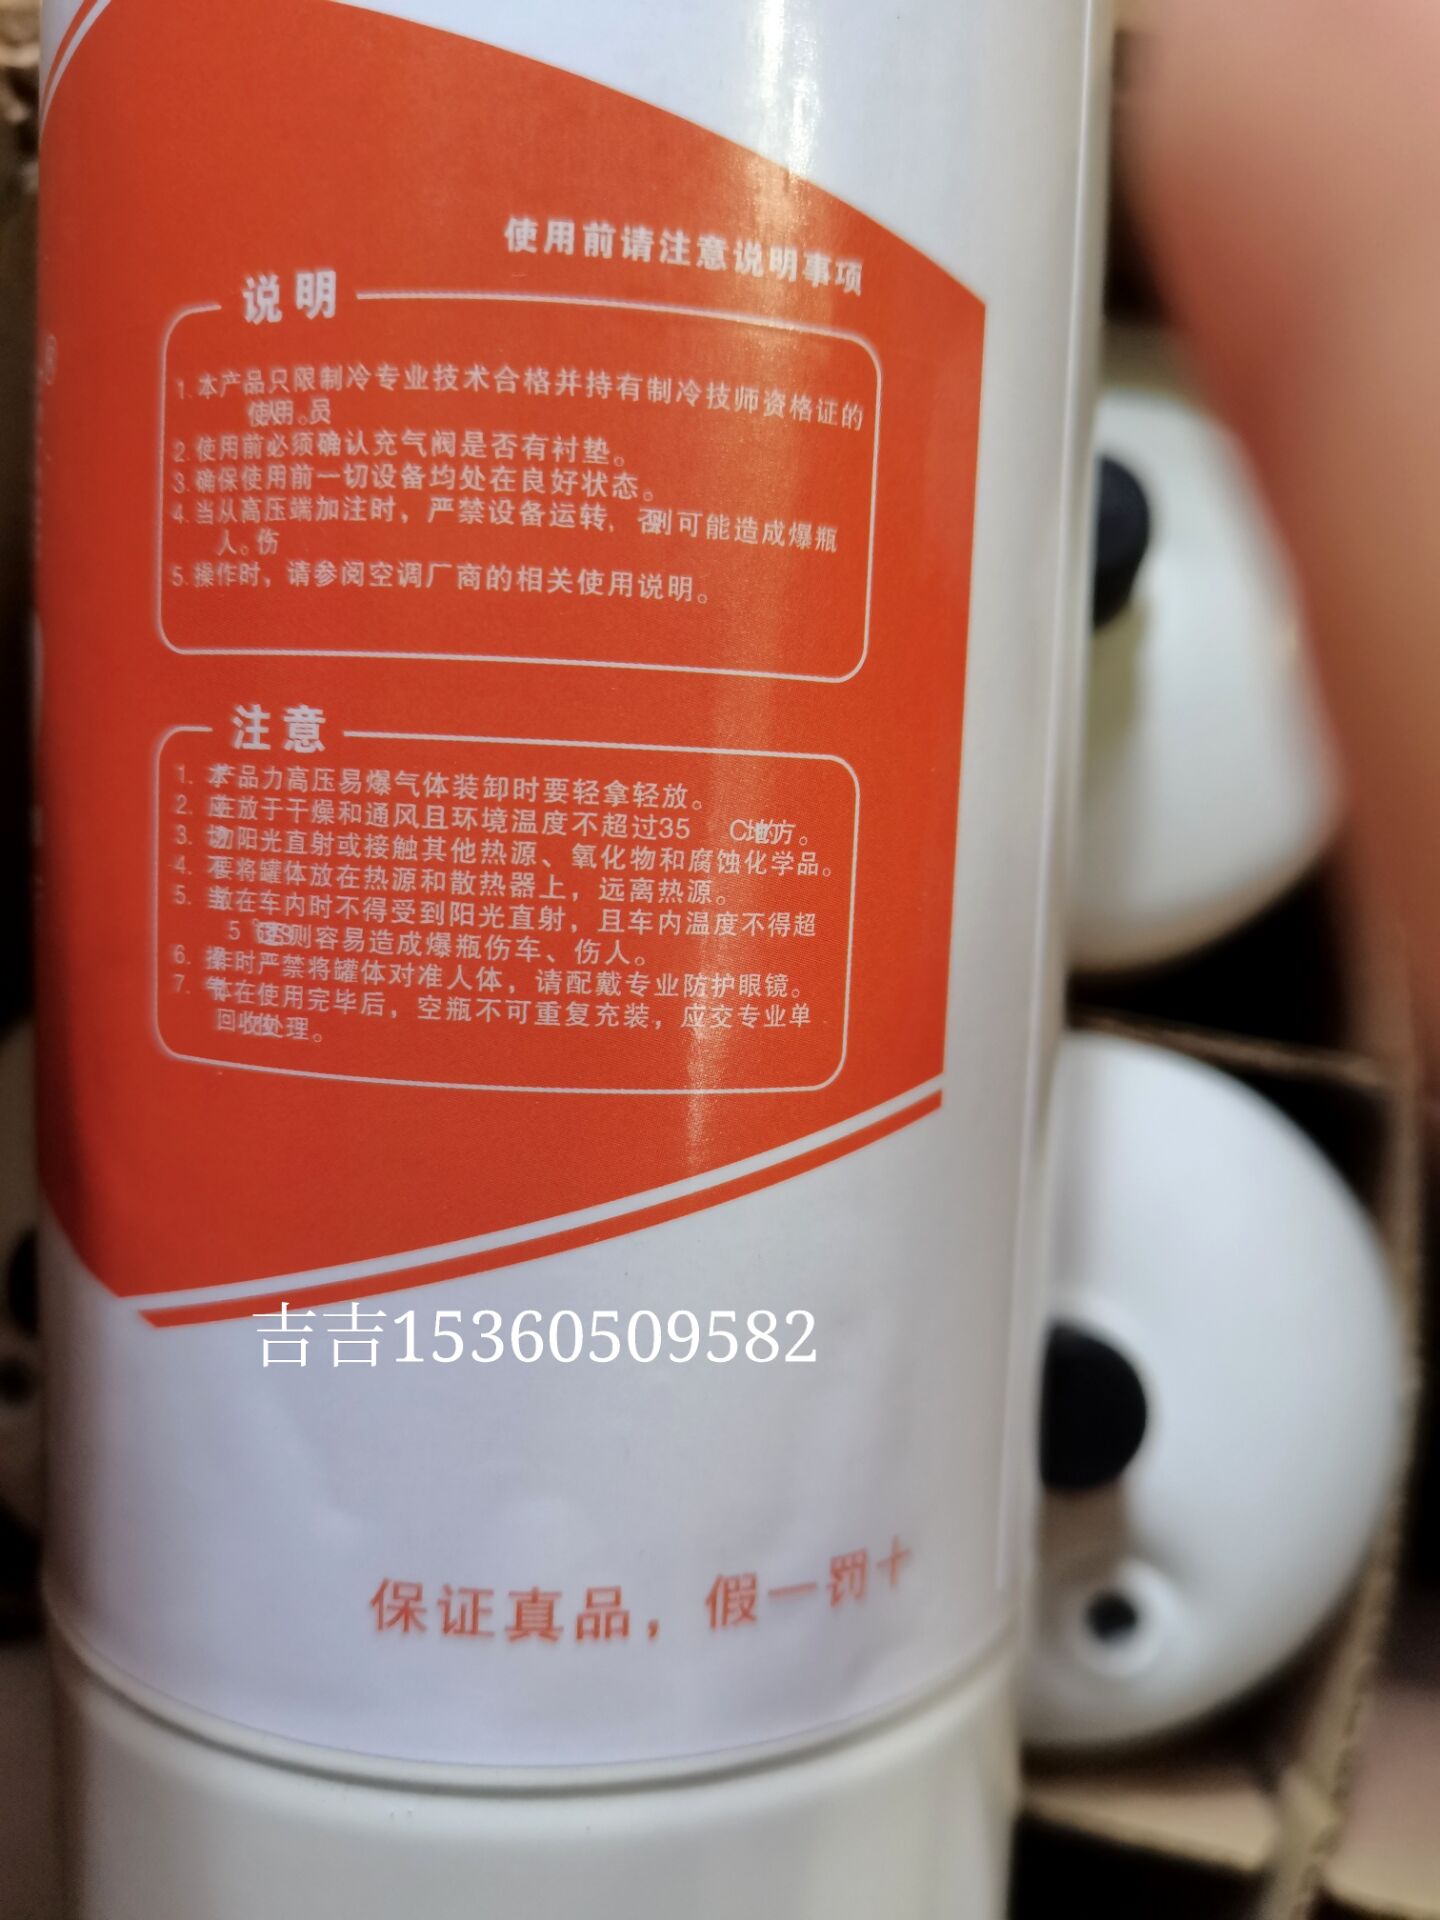 使用前请注意说明事项
说明
1.本产品只限制冷专业技术合格并持有制冷技师资格证的
使用。人员
2.使用前必须确认充气阀是否有衬垫。
3.确保使用前一切设备均处在良好状态。
4.当从高压端加注时，严禁设备运转，否则可能造成爆瓶
人。伤
5.操作时，请参阅空调厂商的相关使用说明。
注意
1. 本产品力高压易爆气体装卸时要轻拿轻放。
2. 应存放于干燥和通风且环境温度不超过35 C地方的。
3. 切勿阳光直射或接触其他热源、氧化物和腐蚀化学品。
4. 不要将罐体放在热源和散热器上，远离热源。
5. 放在车内时不得受到阳光直射，且车内温度不得超
5 则容易造成爆瓶伤车、伤人。
6. 操作时严禁将罐体对准人体，请配戴专业防护眼镜。
7. 气体在使用完毕后，空瓶不可重复充装，应交专业单
回收处理。
吉吉15360509582
保证真品，假一罚十